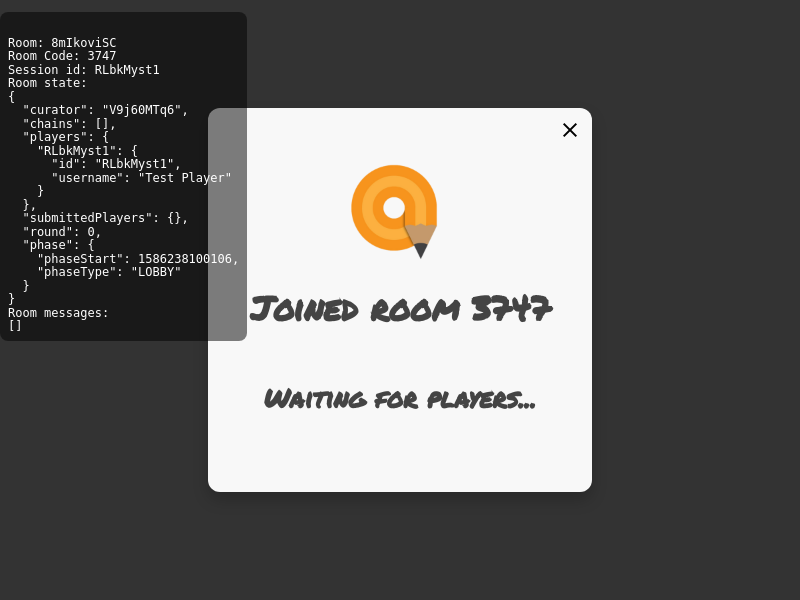 Room: 8mIkoviSC
Room Code: 3747
Session id: RLbkMyst1
Room state:
{
  "curator": "V9j60MTq6",
  "chains": [],
  "players": {
    "RLbkMyst1": {
      "id": "RLbkMyst1",
      "username": "Test Player"
    }
  },
  "submittedPlayers": {},
  "round": 0,
  "phase": {
    "phaseStart": 1586238100106,
    "phaseType": "LOBBY"
  }
}
Room messages:
[]
Joined room 3747
Waiting for players...